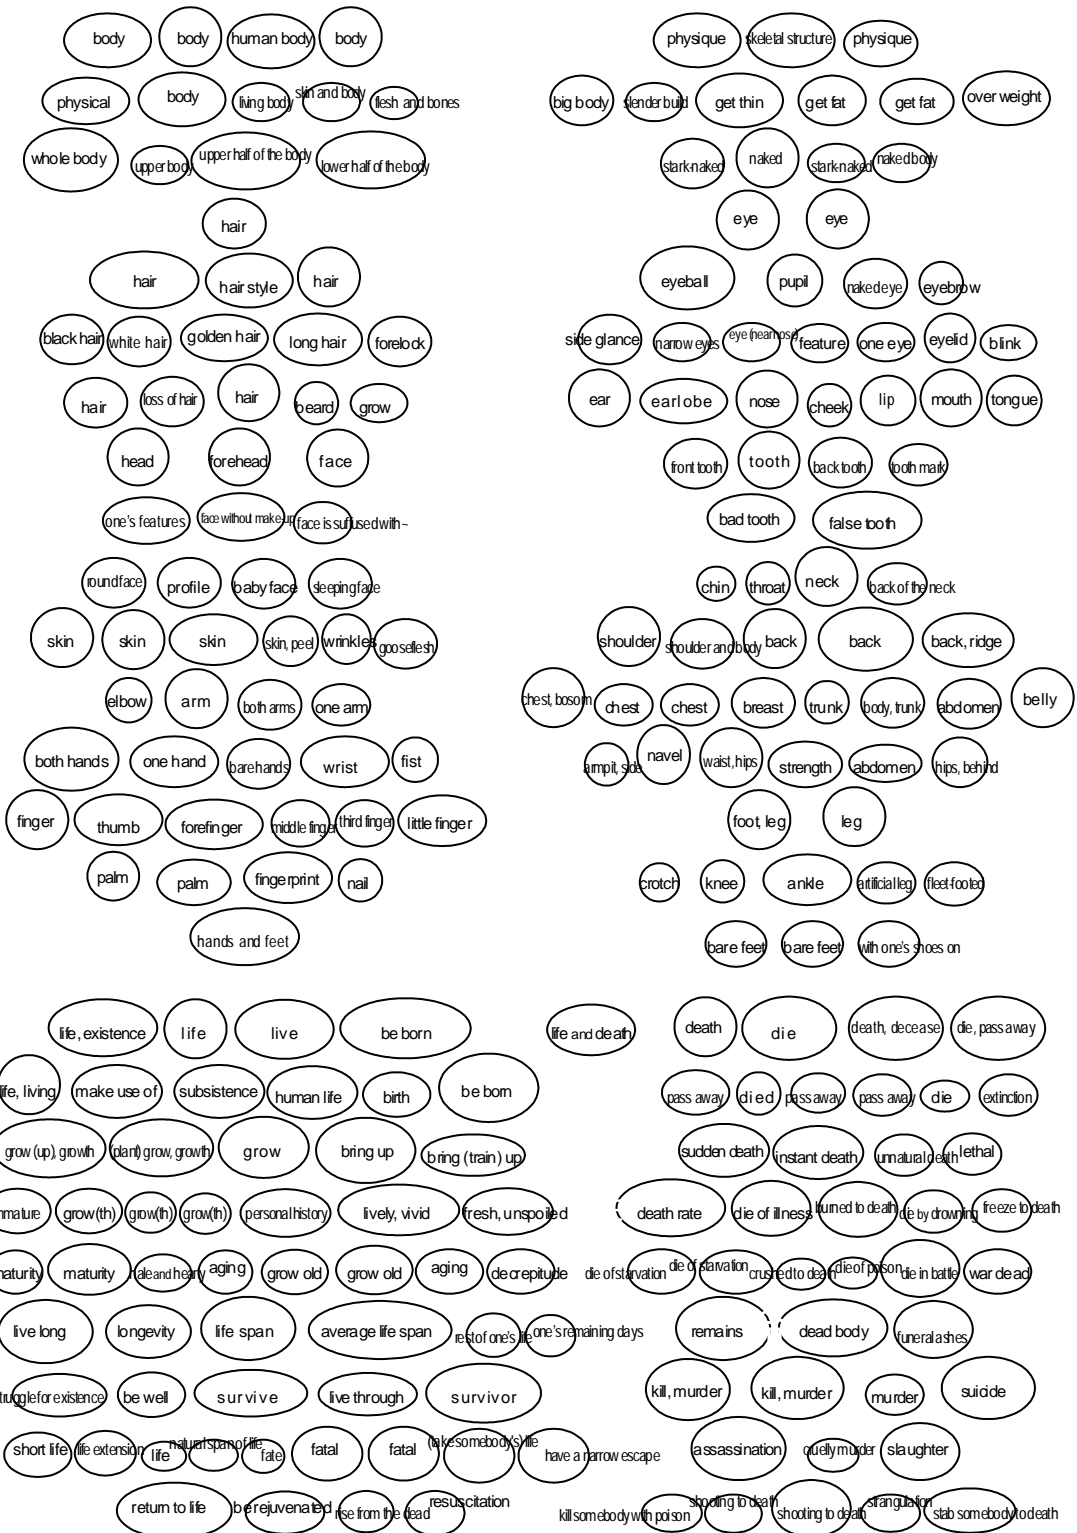 body body human body body
physical body living body skin and body flesh and bones
whole body upper body upper half of the body lower half of the body
hair
hair hair style hair
black hair white hair golden hair long hair forelock
hair loss of hair hair beard grow
head forehead face
one's features face without make-up face is suffused with ~
round face profile baby face sleeping face
skin skin skin skin, peel wrinkles gooseflesh
elbow arm both arms one arm
both hands one hand bare hands wrist fist
finger thumb forefinger middle finger third finger little finger
palm palm fingerprint nail
hands and feet
physique skeletal structure physique
big body slender build get thin get fat get fat over weight
stark-naked naked stark-naked naked body
eye eye
eyeball pupil naked eye eyebrow
side glance narrow eyes eye (near nose) feature one eye eyelid blink
ear earlobe nose cheek lip mouth tongue
front tooth tooth back tooth tooth mark
bad tooth false tooth
chin throat neck back of the neck
shoulder shoulder and body back back back, ridge
chest, bosom chest chest breast trunk body, trunk abdomen belly
armpit, side navel waist, hips strength abdomen hips, behind
foot, leg leg
crotch knee ankle artificial leg fleet-footed
bare feet bare feet with one's shoes on
life, existence life live be born
life, living make use of subsistence human life birth be born
grow (up), growth (plant) grow, growth grow bring up bring (train) up
grow(th) grow(th) grow(th) personal history lively, vivid fresh, unspoiled
maturity maturity hale and hearty aging grow old grow old aging decrepitude
live long longevity life span average life span rest of one's life one's remaining days
struggle for existence be well survive live through survivor
short life life extension life natural span of life fate fatal fatal (take somebody's) life have a narrow escape
return to life be rejuvenated rise from the dead resuscitation
life and death death die death, decease die, pass away
pass away died pass away pass away die extinction
sudden death instant death unnatural death lethal
death rate die of illness burned to death die by drowning freeze to death
die of starvation die of starvation crushed to death die of poison die in battle war dead
remains dead body funeral ashes
kill, murder kill, murder murder suicide
assassination cruelly murder slaughter
kill somebody with poison shooting to death shooting to death strangulation stab somebody to death